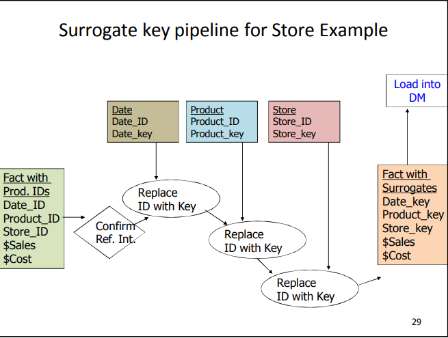 Surrogate key pipeline for Store Example
Load into
DM
Date
Date_ID
Date_key
Product
Product_ID
Product_key
Store
Store_ID
Store_key
Fact with
Prod. IDs
Date_ID
Product_ID
Store_ID
$Sales
$Cost
Confirm
Ref. Int.
Replace
ID with Key
Replace
ID with Key
Replace
ID with Key
Fact with
Surrogates
Date_key
Product_key
Store_key
$Sales
$Cost
29